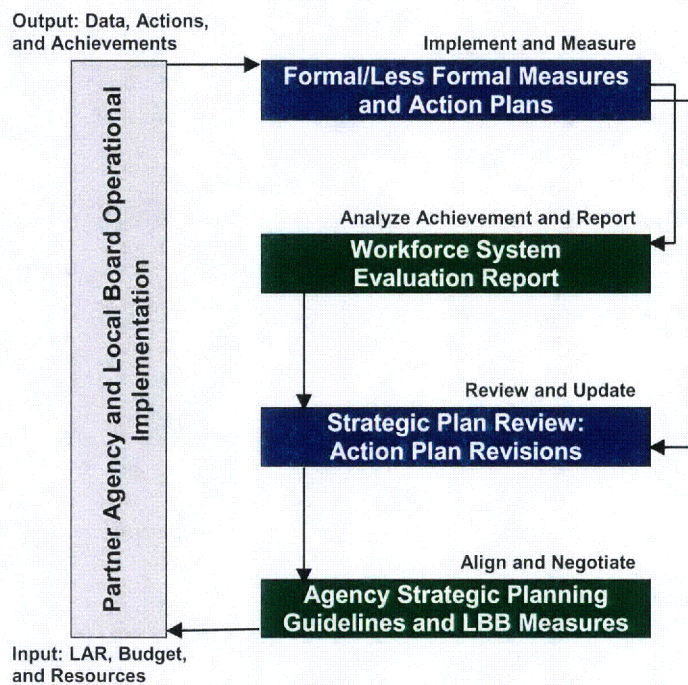 Output: Data, Actions,
and Achievements
Implement and Measure
Formal/Less Formal Measures
and Action Plans
Partner Agency and Local Board Operational
Implementation
Analyze Achievement and Report
Workforce System
Evaluation Report
Review and Update
Strategic Plan Review:
Action Plan Revisions
Align and Negotiate
Agency Strategic Planning
Guidelines and LBB Measures
Input: LAR, Budget,
and Resources